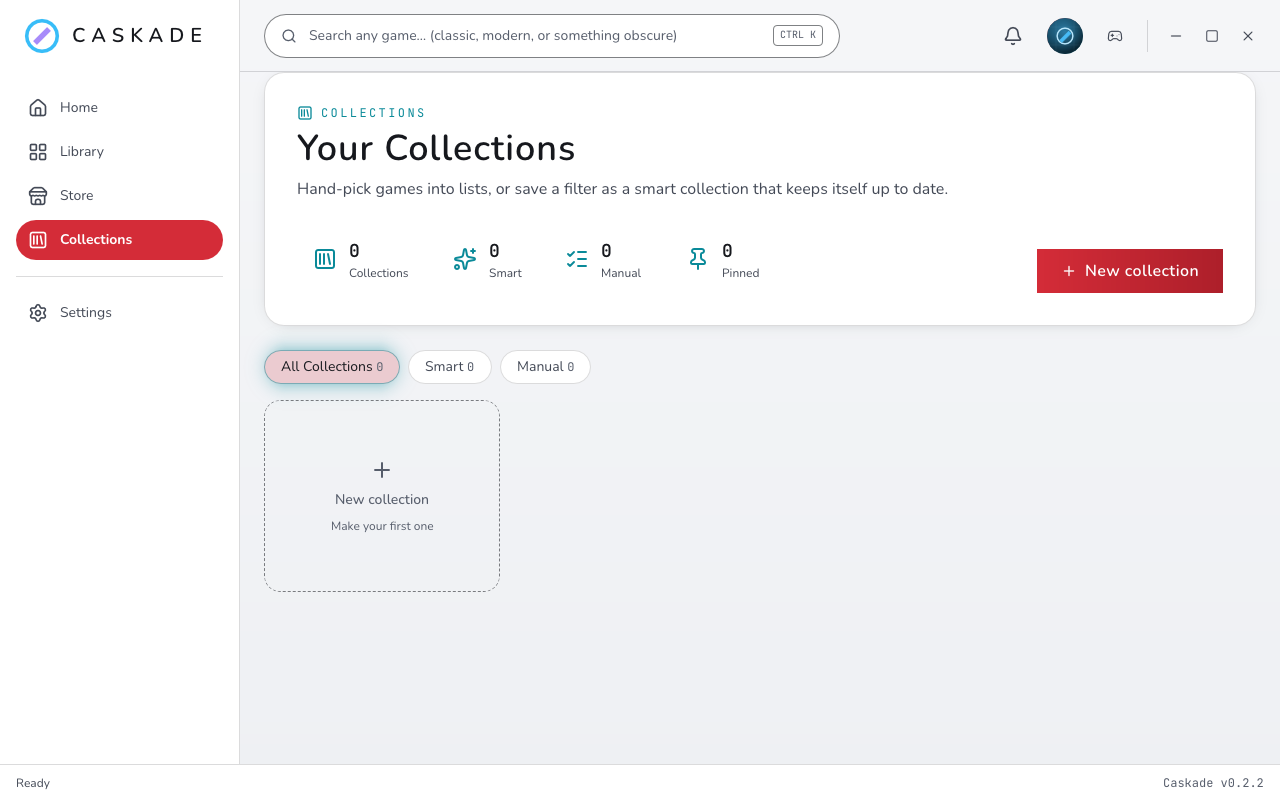 CASKADE
Search any game... (classic, modern, or something obscure)
CTRL K
Home
Library
Store
Collections
Settings
COLLECTIONS
Your Collections
Hand-pick games into lists, or save a filter as a smart collection that keeps itself up to date.
0
Collections
0
Smart
0
Manual
0
Pinned
New collection
All Collections 0
Smart 0
Manual 0
New collection
Make your first one
Ready
Caskade v0.2.2